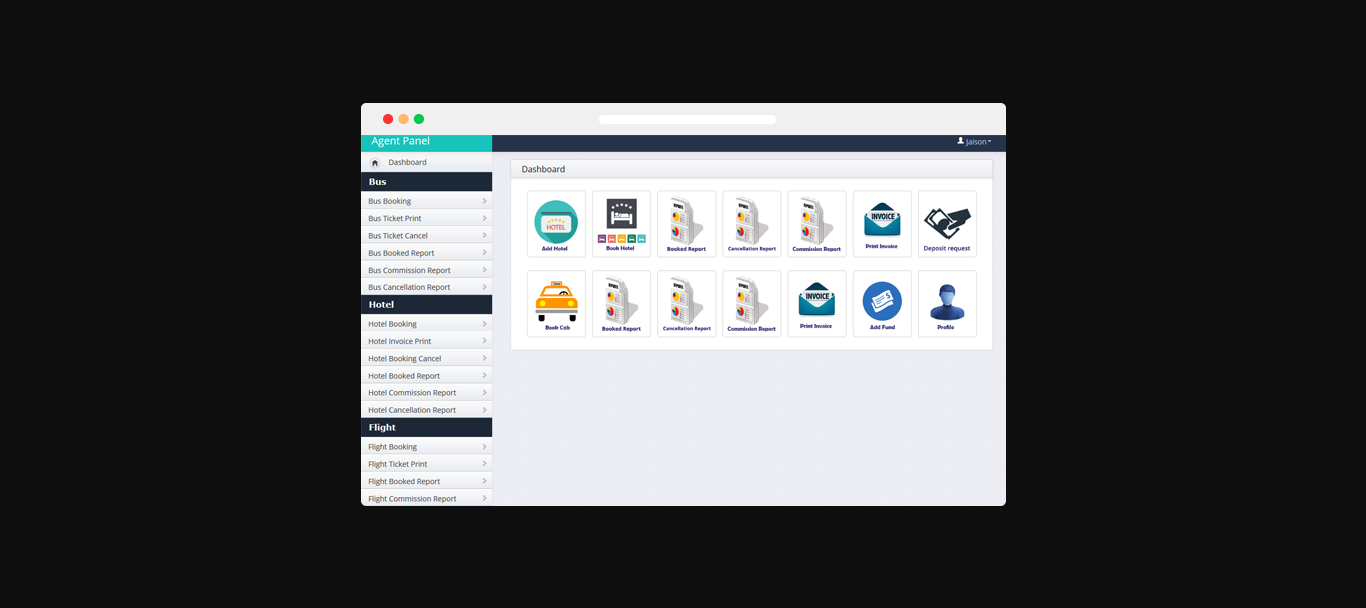 Agent Panel
Jaison
Dashboard
Bus
Bus Booking
Bus Ticket Print
Bus Ticket Cancel
Bus Booked Report
Bus Commission Report
Bus Cancellation Report
Hotel
Hotel Booking
Hotel Invoice Print
Hotel Booking Cancel
Hotel Booked Report
Hotel Commission Report
Hotel Cancellation Report
Flight
Flight Booking
Flight Ticket Print
Flight Booked Report
Flight Commission Report
Dashboard
HOTEL
Add Hotel
Book Hotel
Booked Report
Cancellation Report
Commission Report
INVOICE
Print Invoice
Deposit request
Book Cab
Booked Report
Cancellation Report
Commission Report
INVOICE
Print Invoice
Add Fund
Profile